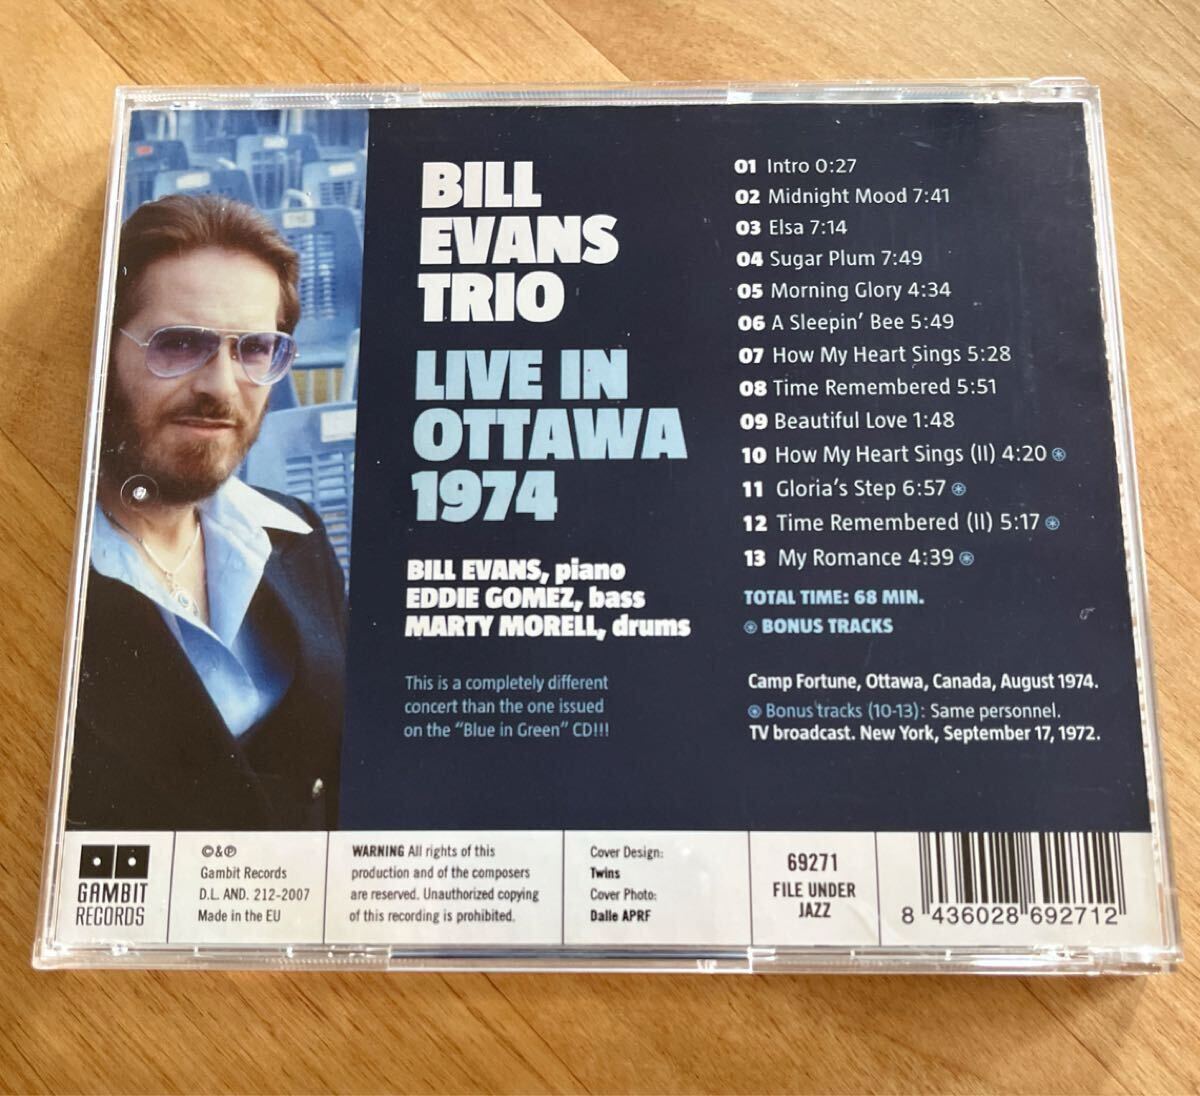 BILL
EVANS
TRIO
LIVE IN
OTTAWA
1974
BILL EVANS, piano
EDDIE GOMEZ, bass
MARTY MORELL, drums
This is a completely different
concert than the one issued
on the "Blue in Green" CD!!!
01 Intro 0:27
02 Midnight Mood 7:41
03 Elsa 7:14
04 Sugar Plum 7:49
05 Morning Glory 4:34
06 A Sleepin' Bee 5:49
07 How My Heart Sings 5:28
08 Time Remembered 5:51
09 Beautiful Love 1:48
10 How My Heart Sings (II) 4:20 ⊛
11 Gloria's Step 6:57 ⊛
12 Time Remembered (II) 5:17 ⊛
13 My Romance 4:39 ⊛
TOTAL TIME: 68 MIN.
⊛ BONUS TRACKS
Camp Fortune, Ottawa, Canada, August 1974.
⊛ Bonus tracks (10-13): Same personnel.
TV broadcast. New York, September 17, 1972.
GAMBIT
RECORDS
©&℗
Gambit Records
D.L. AND. 212-2007
Made in the EU
WARNING All rights of this
production and of the composers
are reserved. Unauthorized copying
of this recording is prohibited.
Cover Design:
Twins
Cover Photo:
Dalle APRF
69271
FILE UNDER
JAZZ
8 436028 692712